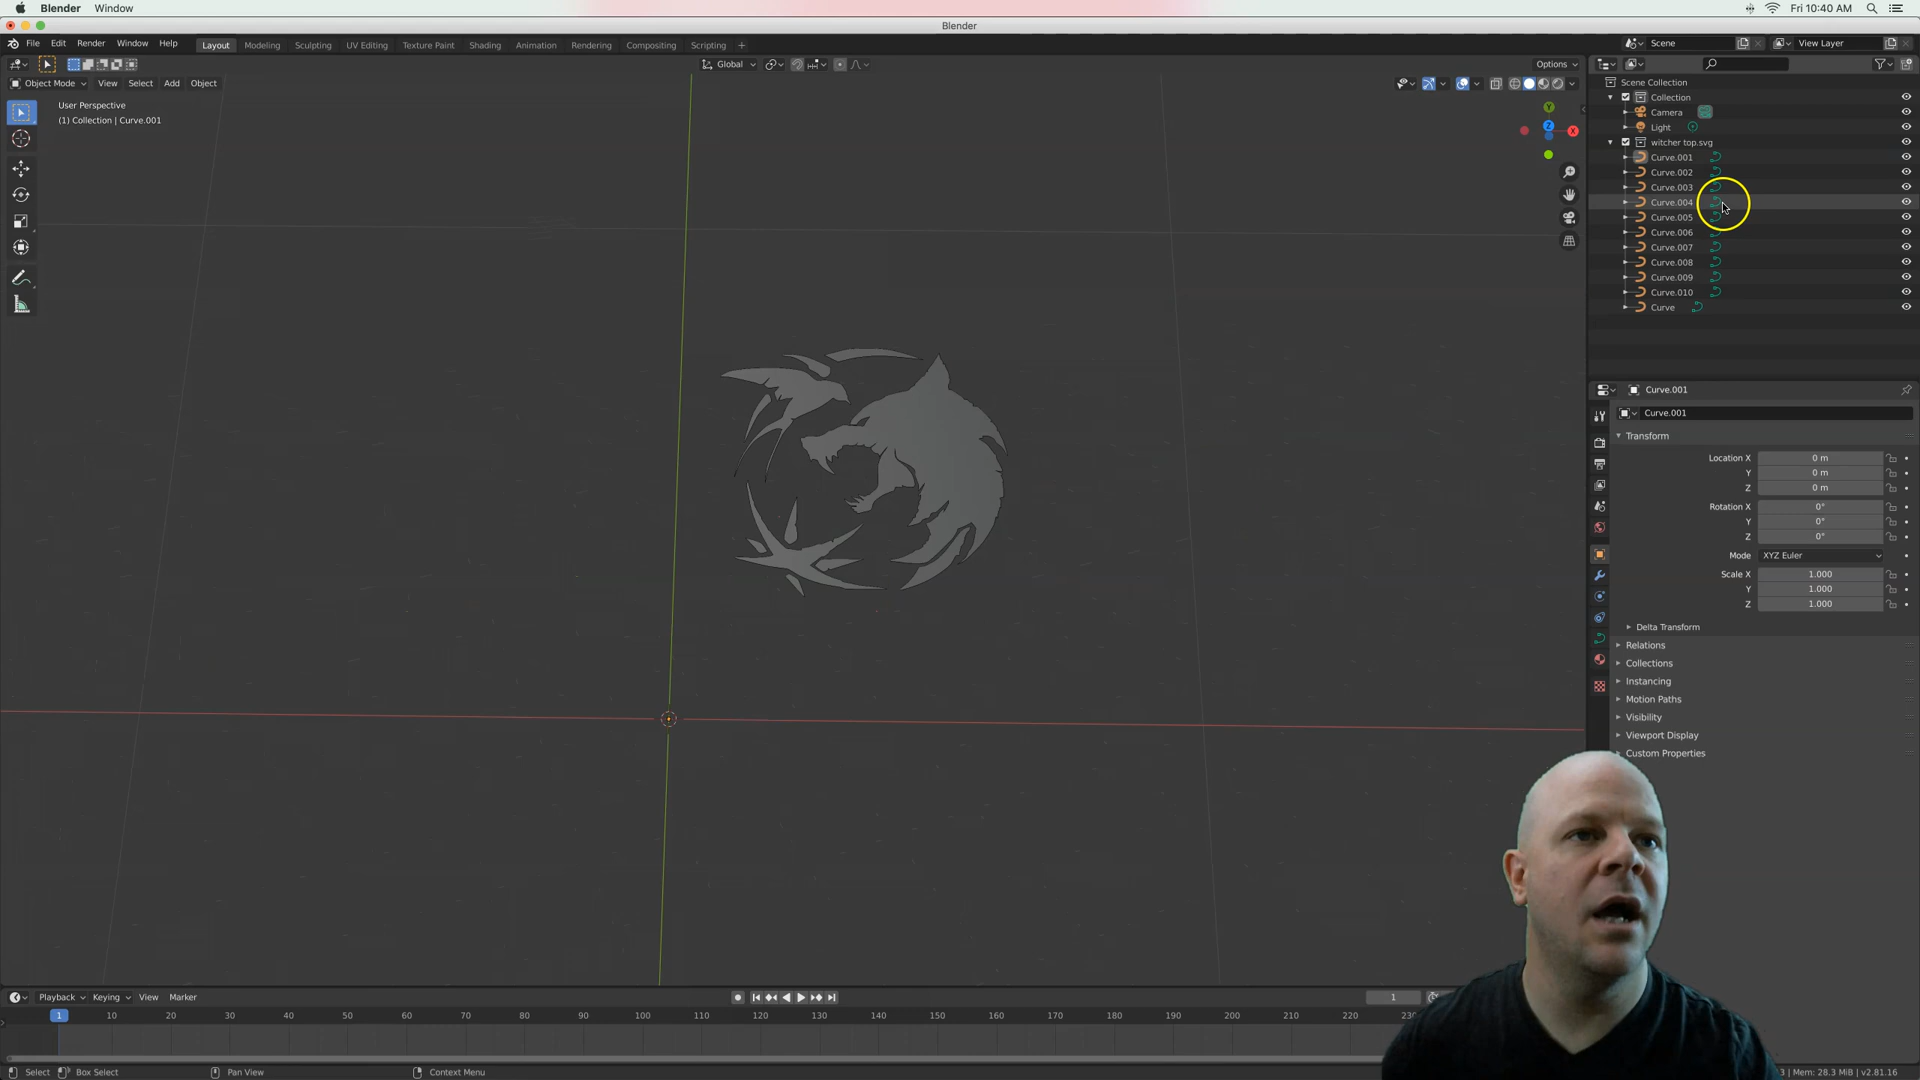 Blender Window Fri 10:40 AM
Blender
File Edit Render Window Help Layout Modeling Sculpting UV Editing Texture Paint Shading Animation Rendering Compositing Scripting + Scene View Layer
Global Options
Object Mode View Select Add Object
User Perspective
(1) Collection | Curve.001
Y
Z
X
Scene Collection
Collection
Camera
Light
witcher top.svg
Curve.001
Curve.002
Curve.003
Curve.004
Curve.005
Curve.006
Curve.007
Curve.008
Curve.009
Curve.010
Curve
Curve.001
Curve.001
Transform
Location X 0 m
Y 0 m
Z 0 m
Rotation X 0°
Y 0°
Z 0°
Mode XYZ Euler
Scale X 1.000
Y 1.000
Z 1.000
Delta Transform
Relations
Collections
Instancing
Motion Paths
Visibility
Viewport Display
Custom Properties
Playback Keying View Marker 1
1 10 20 30 40 50 60 70 80 90 100 110 120 130 140 150 160 170 180 190 200 210 220 230
Select Box Select Pan View Context Menu 3 | Mem: 28.3 MiB | v2.81.16